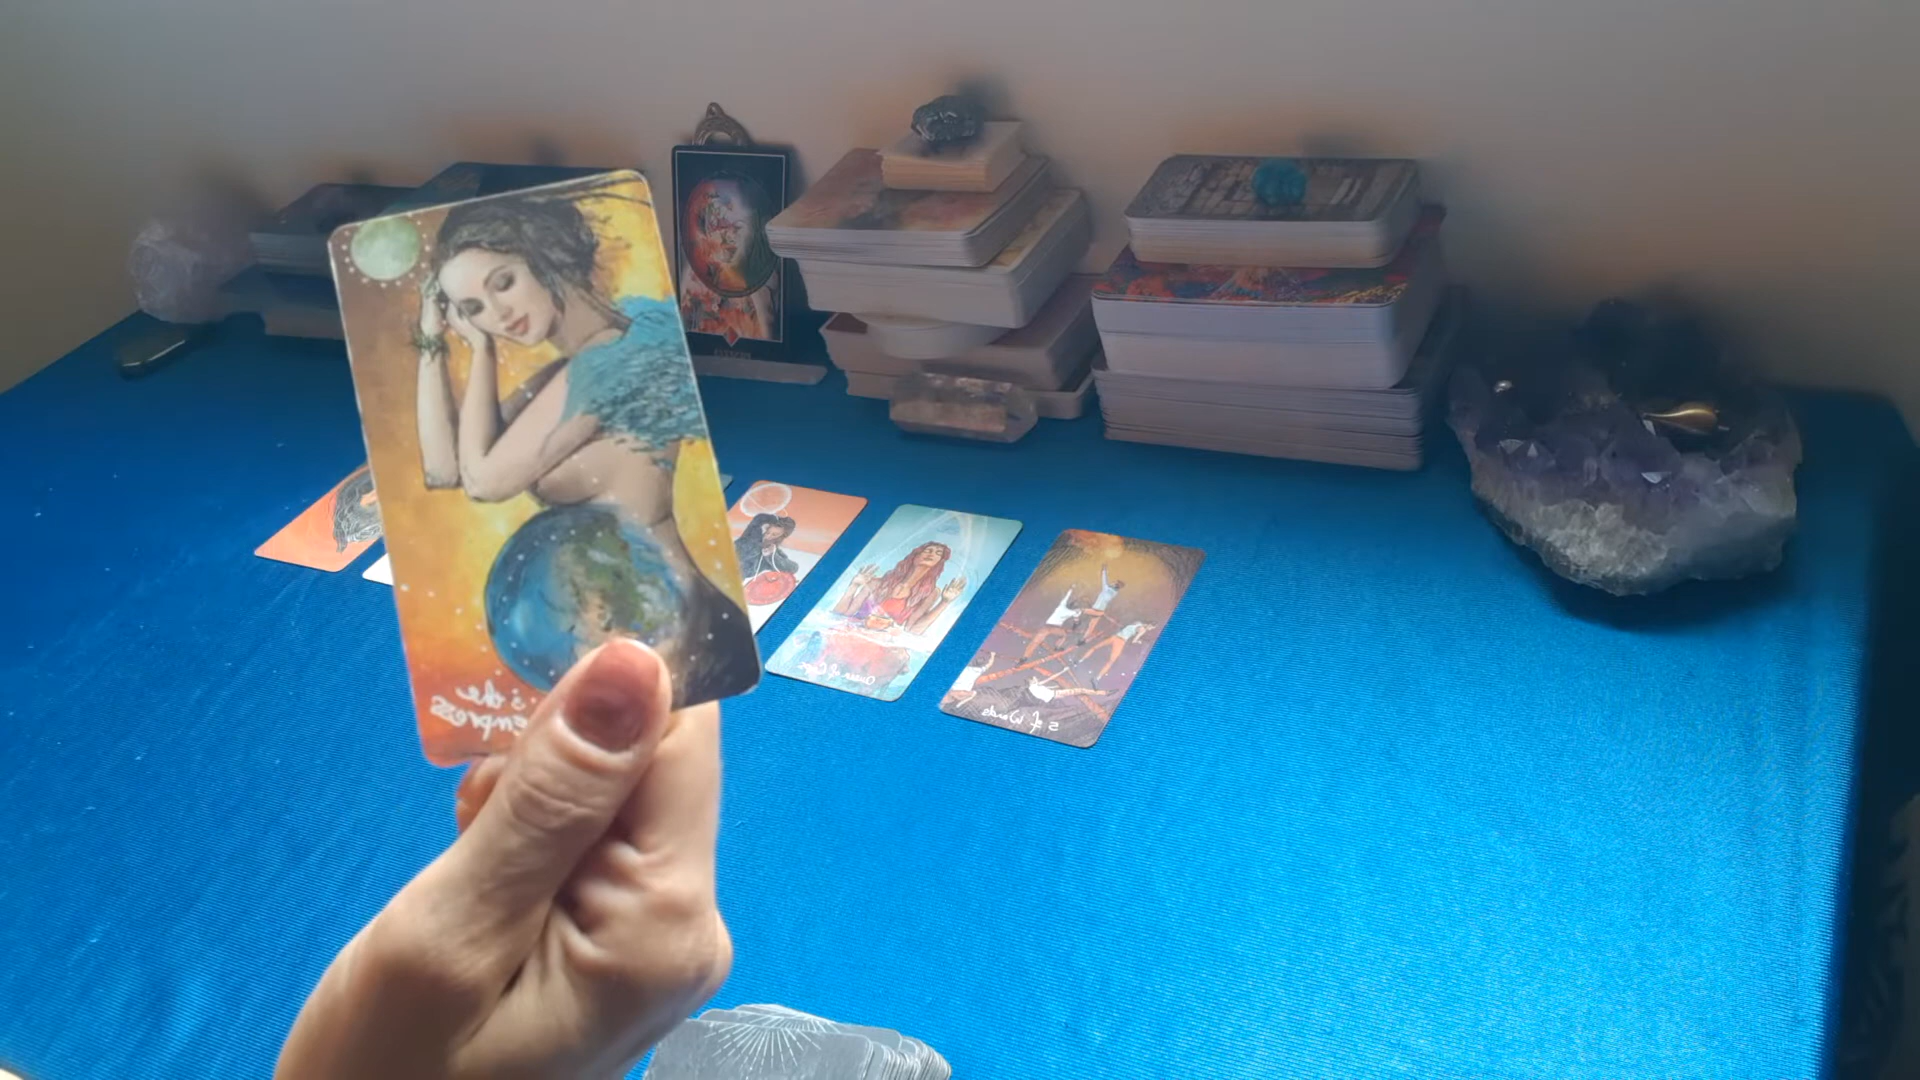 : the
Empress
Queen of Cups
5 of Wands